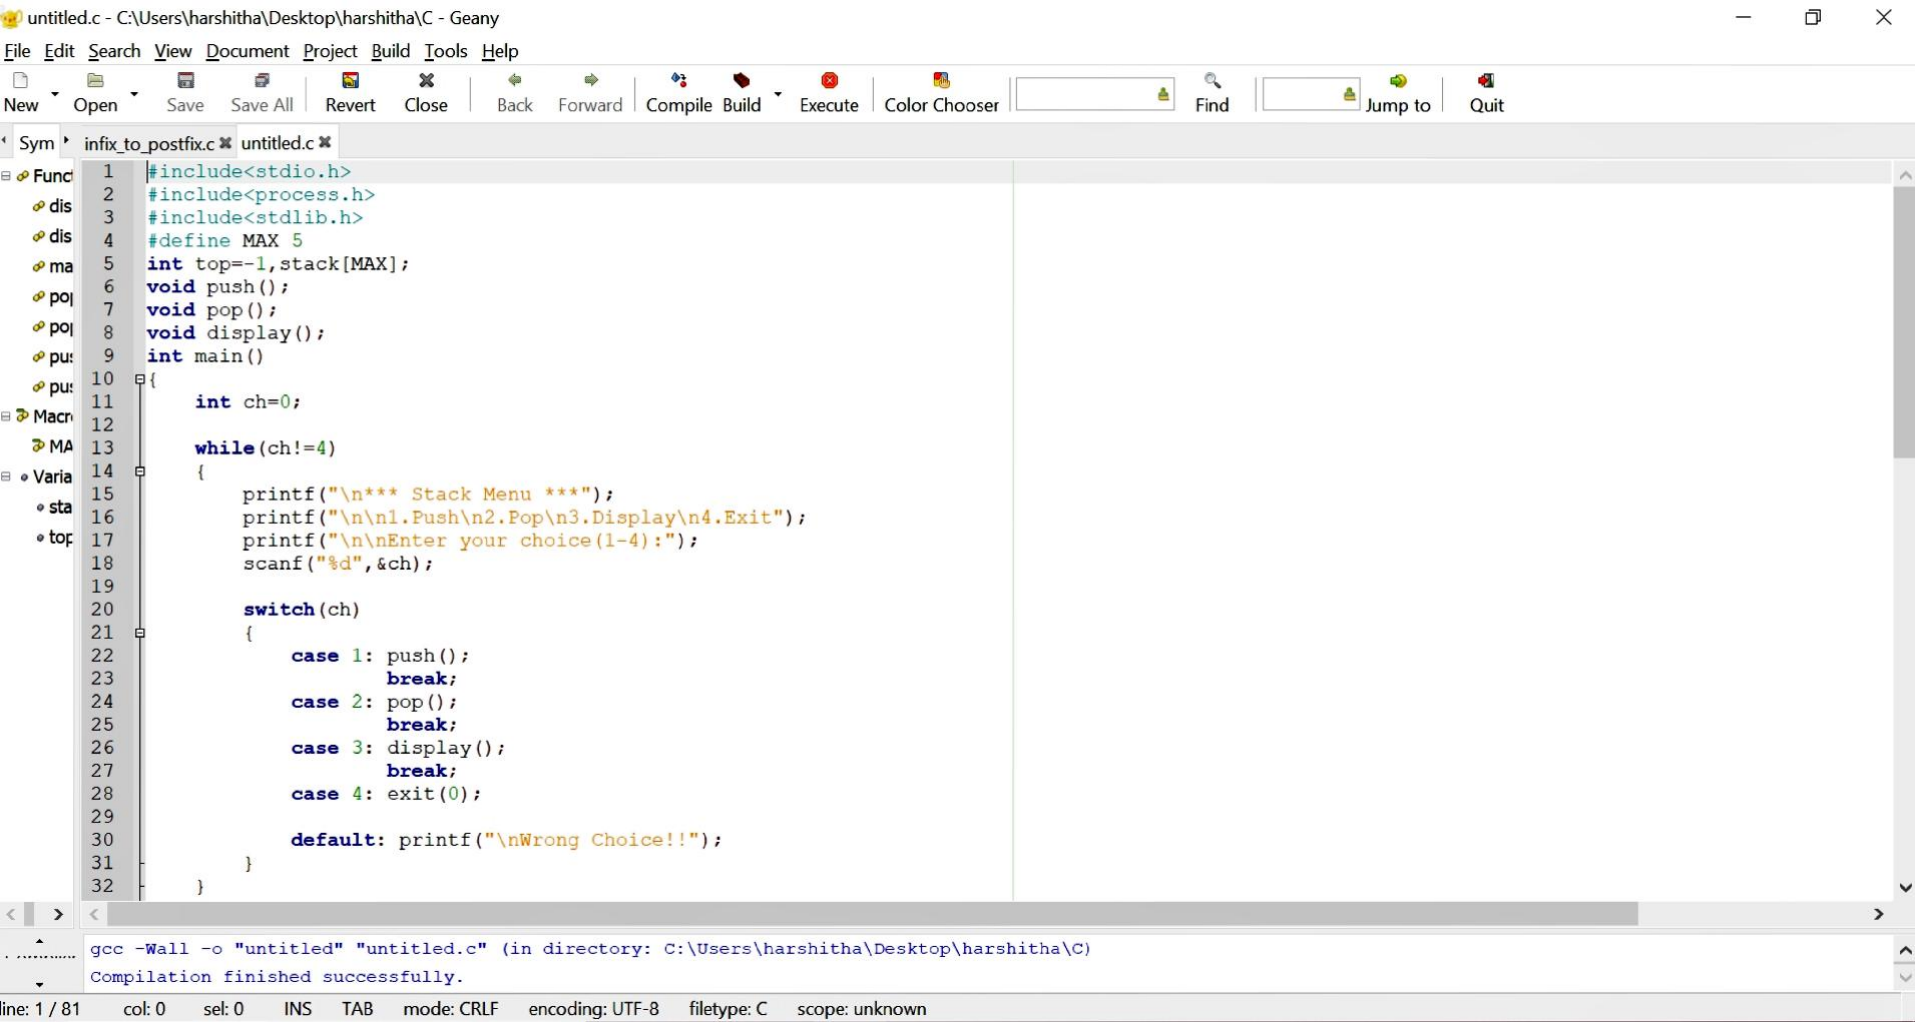 untitled.c - C:\Users\harshitha\Desktop\harshitha\C - Geany
File Edit Search View Document Project Build Tools Help
New Open Save Save All Revert Close Back Forward Compile Build Execute Color Chooser Find Jump to Quit
Sym infix_to_postfix.c untitled.c
Funct
dis
dis
ma
pop
pop
pus
pus
Macr
MA
Varia
sta
top
1 #include<stdio.h>
2 #include<process.h>
3 #include<stdlib.h>
4 #define MAX 5
5 int top=-1,stack[MAX];
6 void push();
7 void pop();
8 void display();
9 int main()
10 {
11 int ch=0;
12
13 while(ch!=4)
14 {
15 printf("\n*** Stack Menu ***");
16 printf("\n\n1.Push\n2.Pop\n3.Display\n4.Exit");
17 printf("\n\nEnter your choice(1-4):");
18 scanf("%d",&ch);
19
20 switch(ch)
21 {
22 case 1: push();
23 break;
24 case 2: pop();
25 break;
26 case 3: display();
27 break;
28 case 4: exit(0);
29
30 default: printf("\nWrong Choice!!");
31 }
32 }
gcc -Wall -o "untitled" "untitled.c" (in directory: C:\Users\harshitha\Desktop\harshitha\C)
Compilation finished successfully.
line: 1 / 81 col: 0 sel: 0 INS TAB mode: CRLF encoding: UTF-8 filetype: C scope: unknown